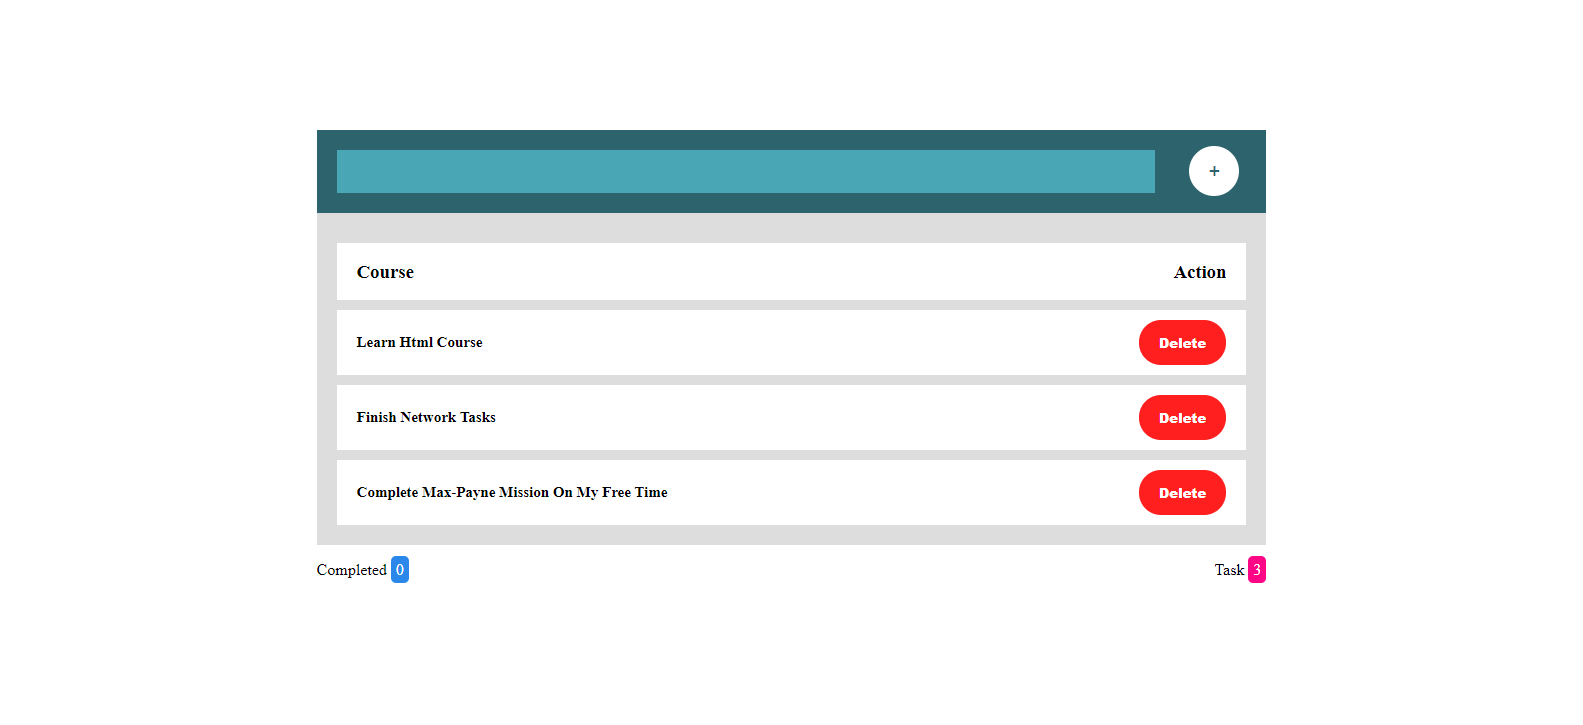 +
Course Action
Learn Html Course Delete
Finish Network Tasks Delete
Complete Max-Payne Mission On My Free Time Delete
Completed 0 Task 3